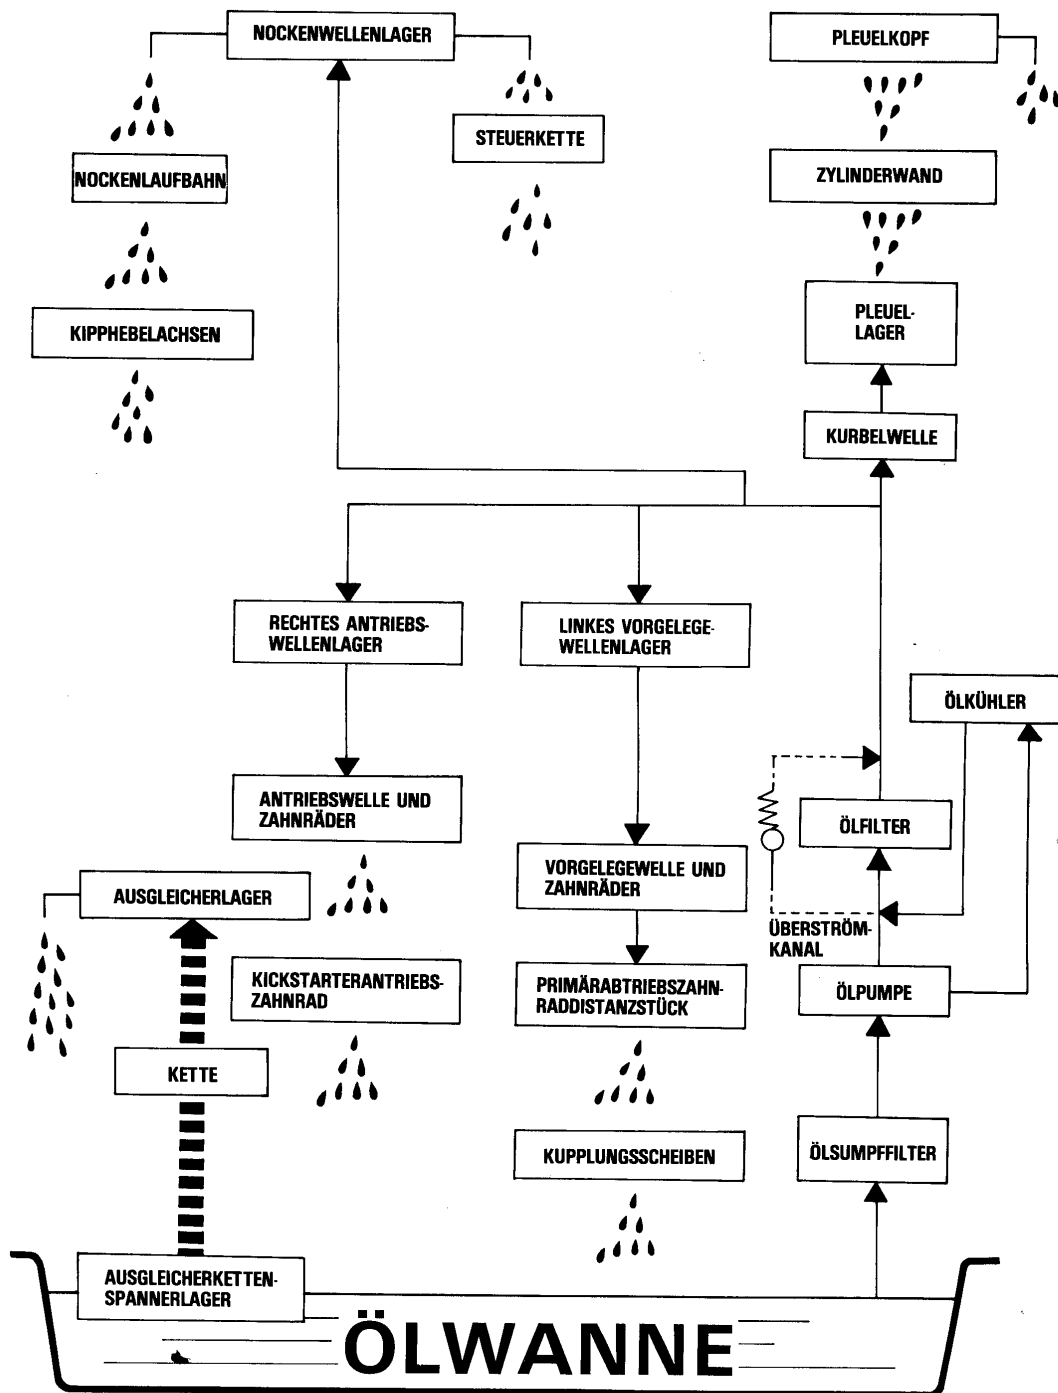 NOCKENWELLENLAGER
PLEUELKOPF
STEUERKETTE
NOCKENLAUFBAHN
ZYLINDERWAND
KIPPHEBELACHSEN
PLEUEL-
LAGER
KURBELWELLE
RECHTES ANTRIEBS-
WELLENLAGER
LINKES VORGELEGE-
WELLENLAGER
ÖLKÜHLER
ANTRIEBSWELLE UND
ZAHNRÄDER
ÖLFILTER
VORGELEGEWELLE UND
ZAHNRÄDER
AUSGLEICHERLAGER
ÜBERSTRÖM-
KANAL
KICKSTARTERANTRIEBS-
ZAHNRAD
PRIMÄRABTRIEBSZAHN-
RADDISTANZSTÜCK
ÖLPUMPE
KETTE
KUPPLUNGSSCHEIBEN
ÖLSUMPFFILTER
AUSGLEICHERKETTEN-
SPANNERLAGER
ÖLWANNE